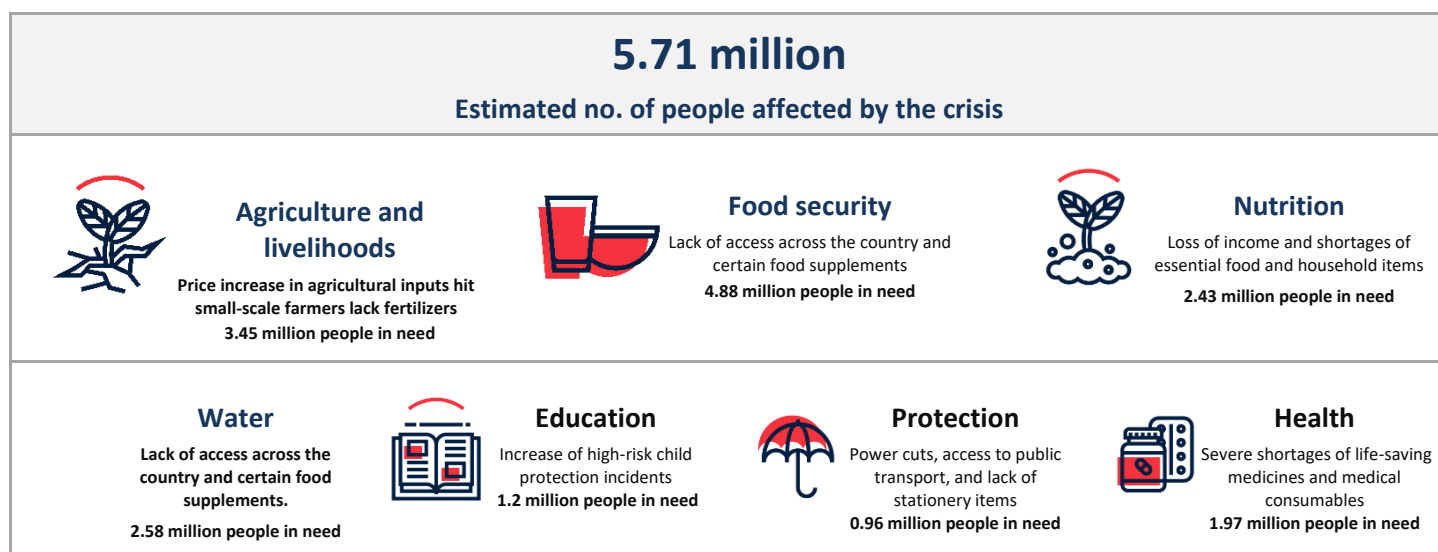 5.71 million
Estimated no. of people affected by the crisis
Agriculture and
livelihoods
Price increase in agricultural inputs hit
small-scale farmers lack fertilizers
3.45 million people in need
Food security
Lack of access across the country and
certain food supplements
4.88 million people in need
Nutrition
Loss of income and shortages of
essential food and household items
2.43 million people in need
Water
Lack of access across the
country and certain food
supplements.
2.58 million people in need
Education
Increase of high-risk child
protection incidents
1.2 million people in need
Protection
Power cuts, access to public
transport, and lack of
stationery items
0.96 million people in need
Health
Severe shortages of life-saving
medicines and medical
consumables
1.97 million people in need